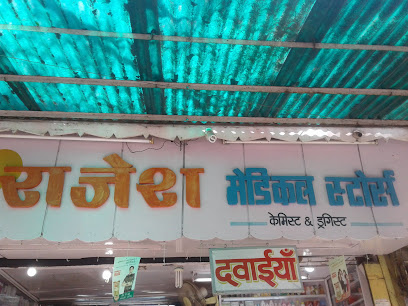 राजेश मेडिकल स्टोर्स
केमिस्ट & ड्रगिस्ट
दवाईयाँ